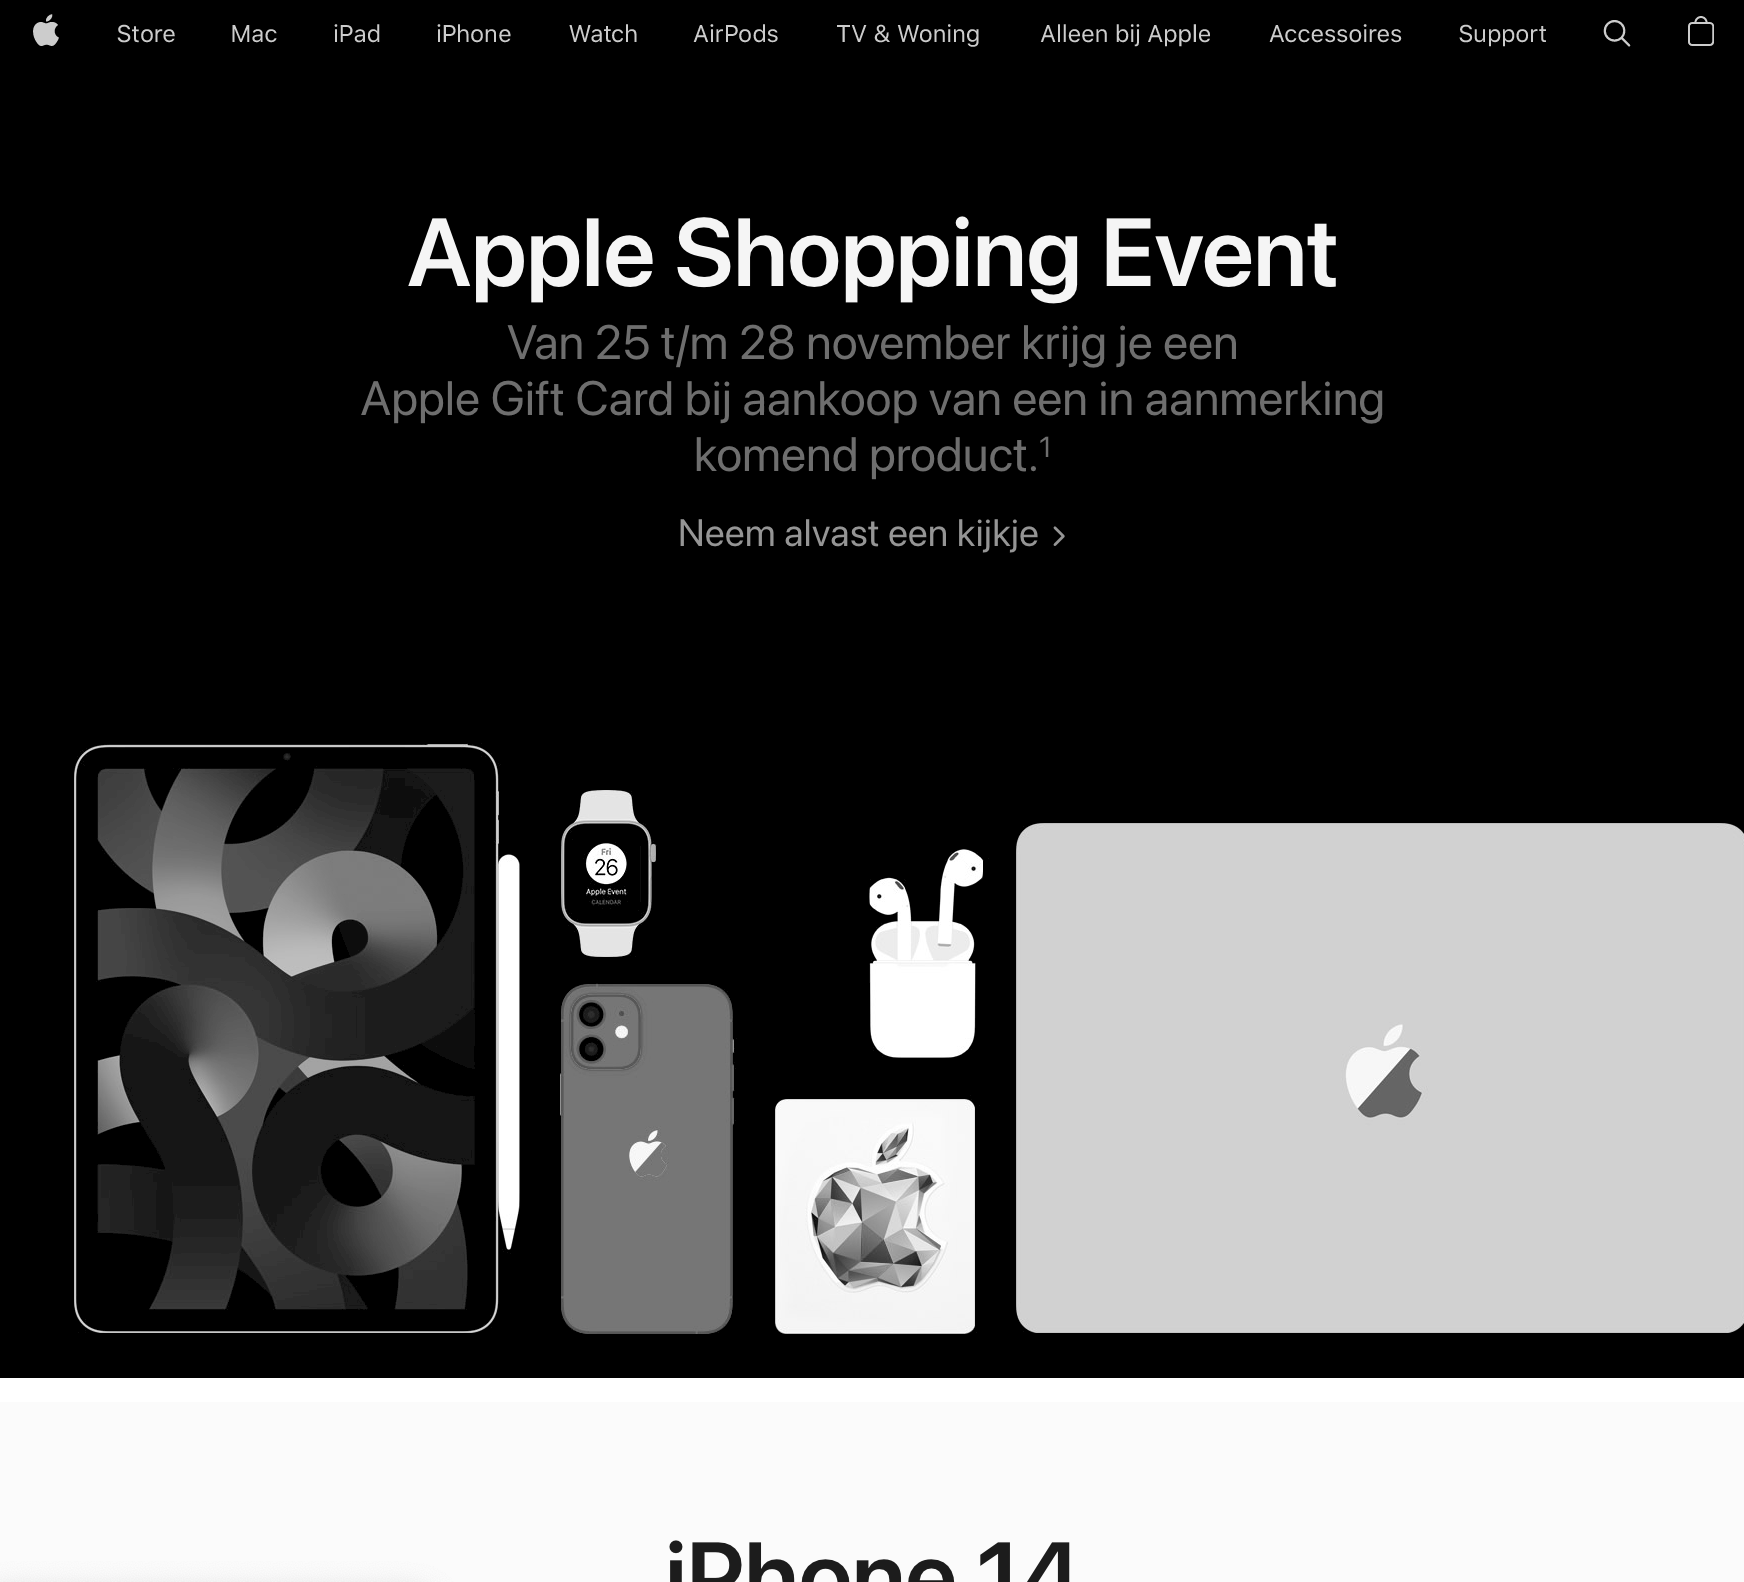 Store Mac iPad iPhone Watch AirPods TV & Woning Alleen bij Apple Accessoires Support
Apple Shopping Event
Van 25 t/m 28 november krijg je een
Apple Gift Card bij aankoop van een in aanmerking
komend product.¹
Neem alvast een kijkje >
Fri
26
Apple Event
CALENDAR
iPhone 14